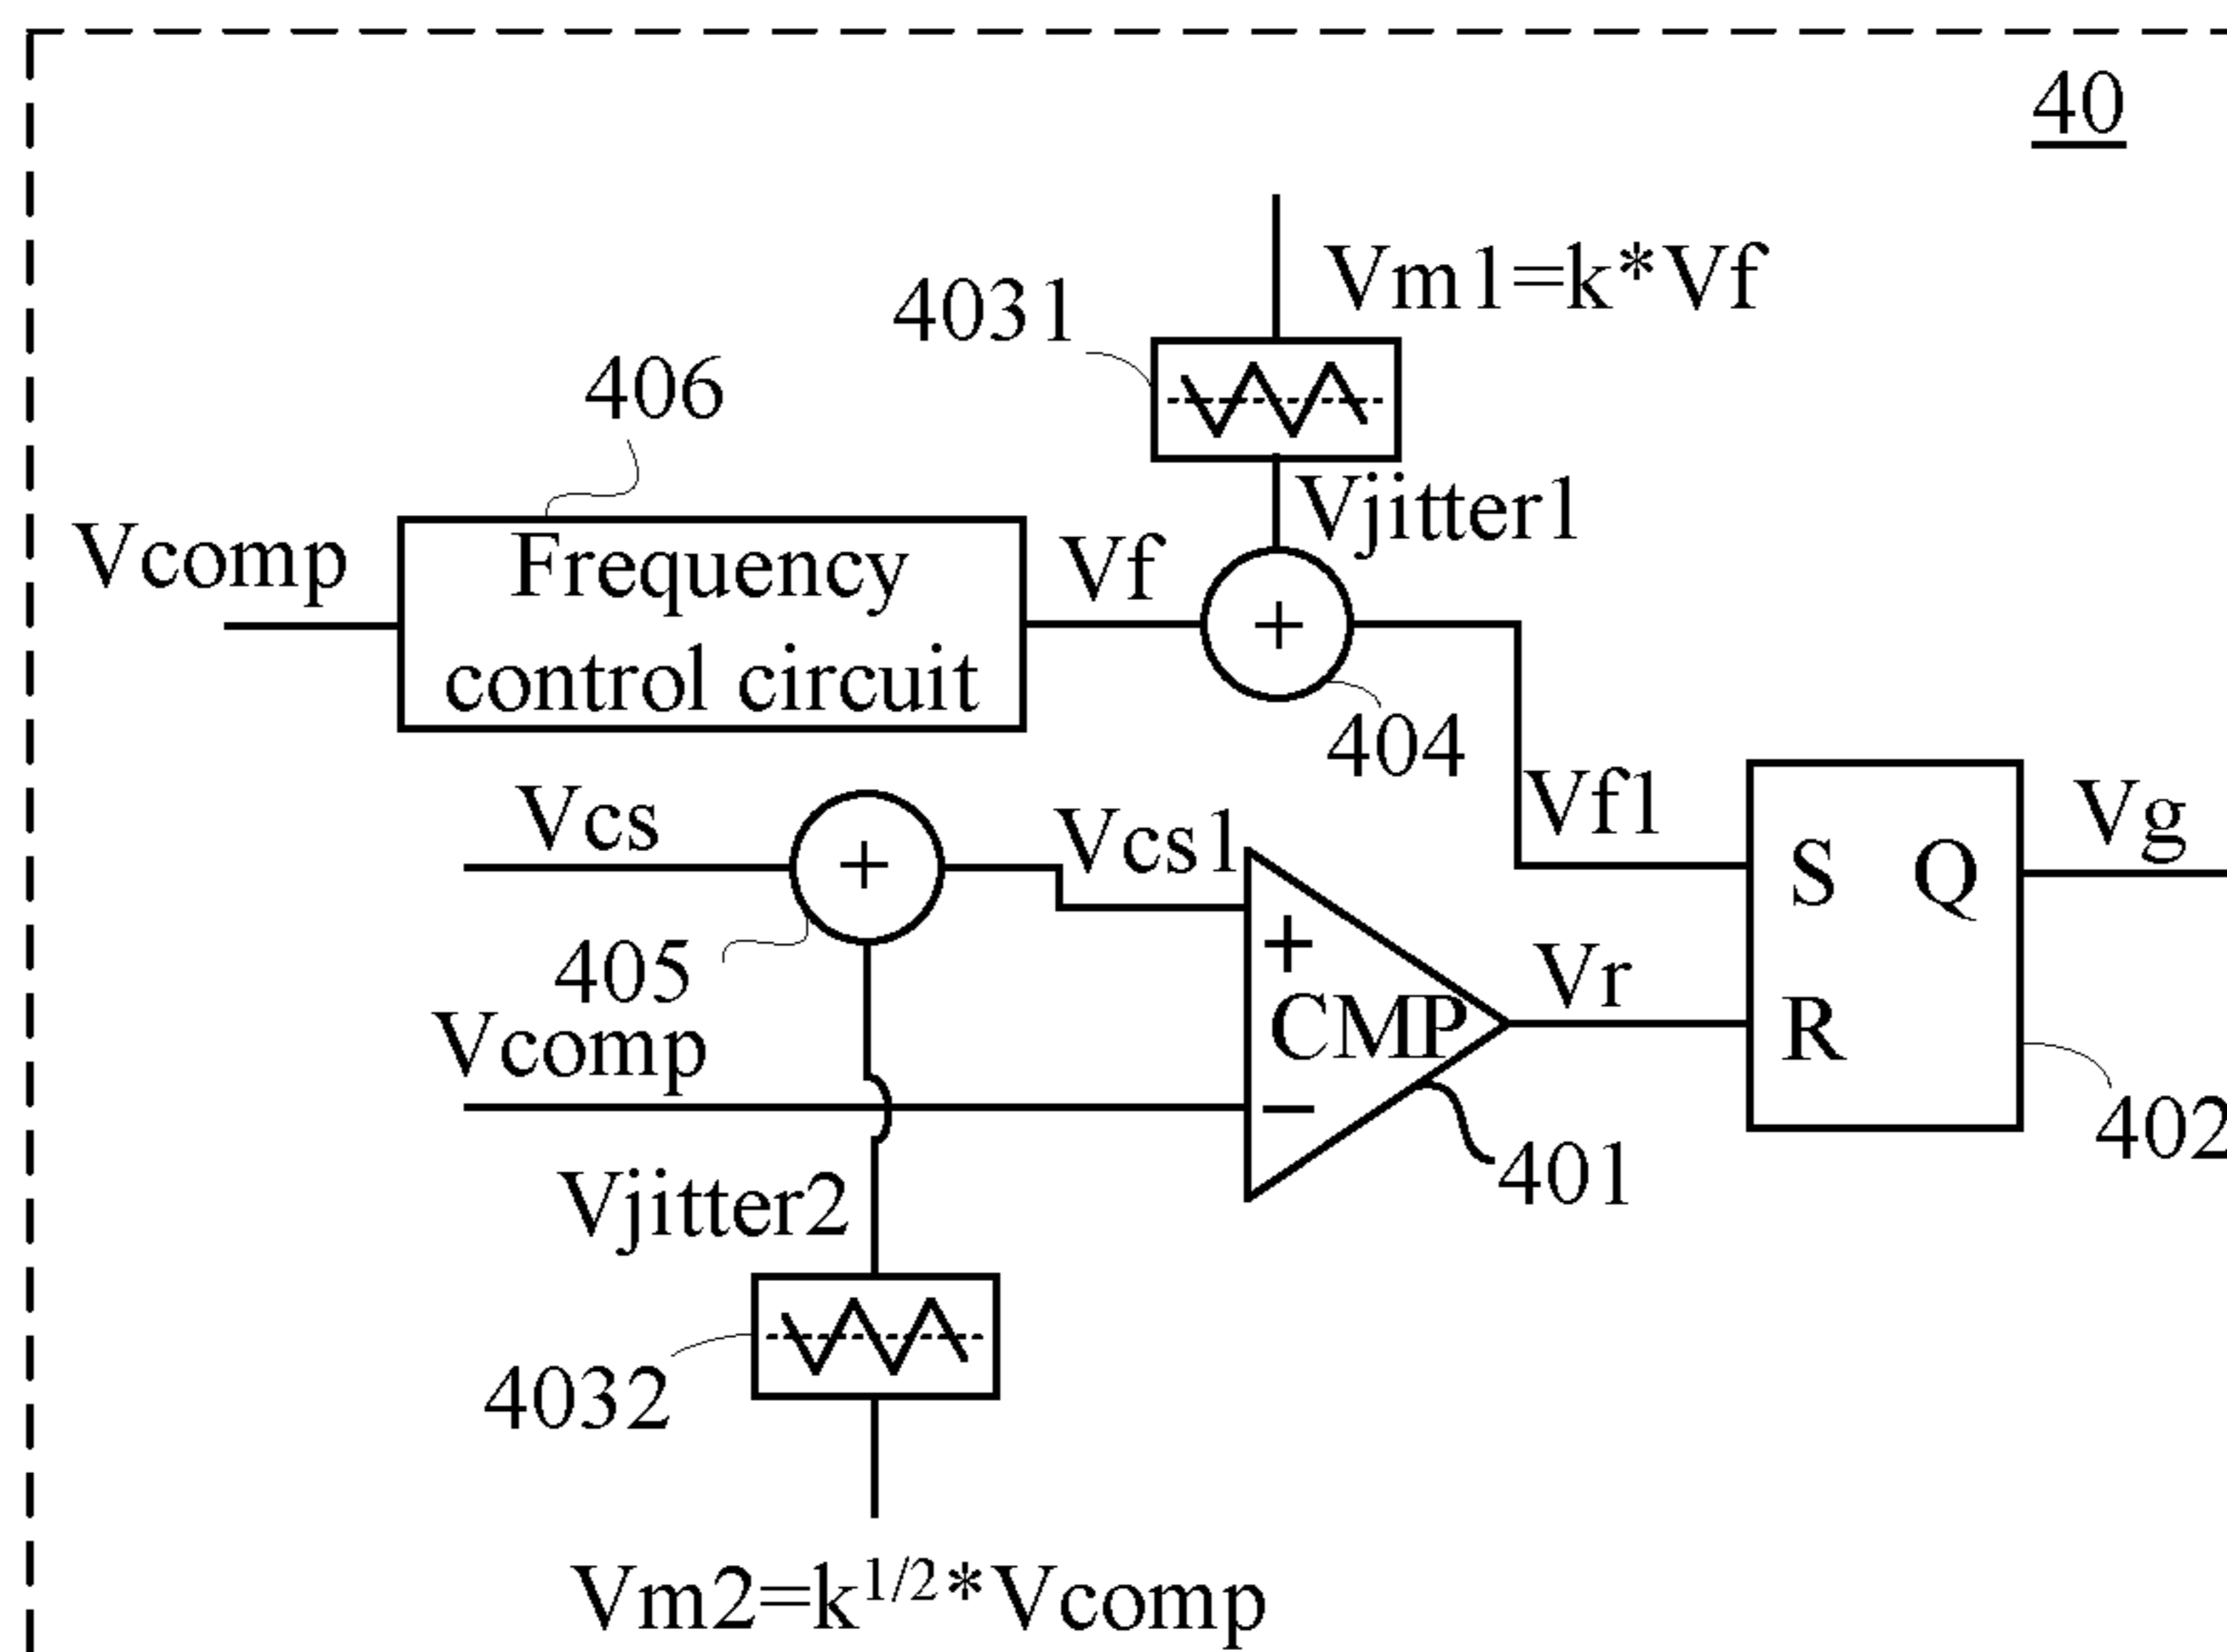 40
Vm1=k*Vf
4031
406
Vjitter1
Vcomp
Frequency
control circuit
Vf
404
Vcs
Vcs1
Vf1
Vg
S Q
405
+
CMP
Vr
R
Vcomp
−
401
402
Vjitter2
4032
Vm2=k^1/2*Vcomp